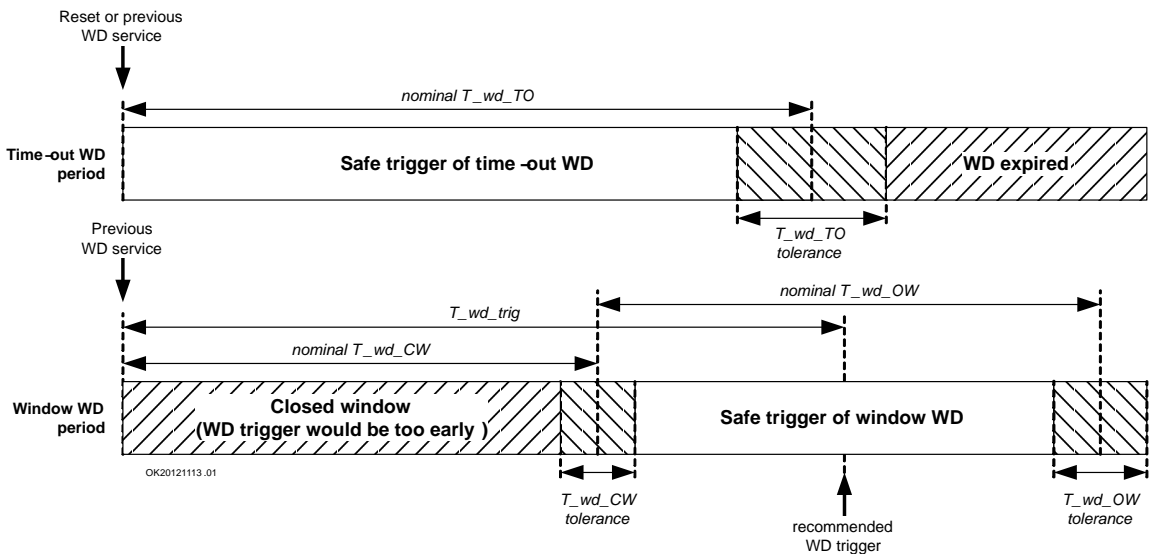 Reset or previous
WD service
nominal T_wd_TO
Time-out WD
period
Safe trigger of time-out WD
WD expired
T_wd_TO
tolerance
Previous
WD service
nominal T_wd_OW
T_wd_trig
nominal T_wd_CW
Window WD
period
Closed window
(WD trigger would be too early )
Safe trigger of window WD
OK20121113.01
T_wd_CW
tolerance
recommended
WD trigger
T_wd_OW
tolerance